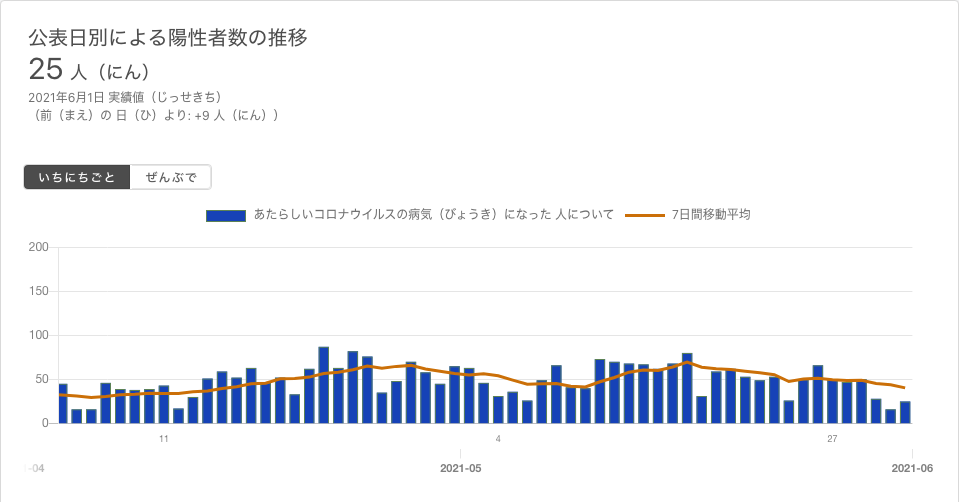 公表日別による陽性者数の推移
25 人（にん）
2021年6月1日 実績値（じっせきち）
（前（まえ）の 日（ひ）より: +9 人（にん））
いちにちごと ぜんぶで
あたらしいコロナウイルスの病気（びょうき）になった 人について 7日間移動平均
200
150
100
50
0
11 4 27
-04 2021-05 2021-06